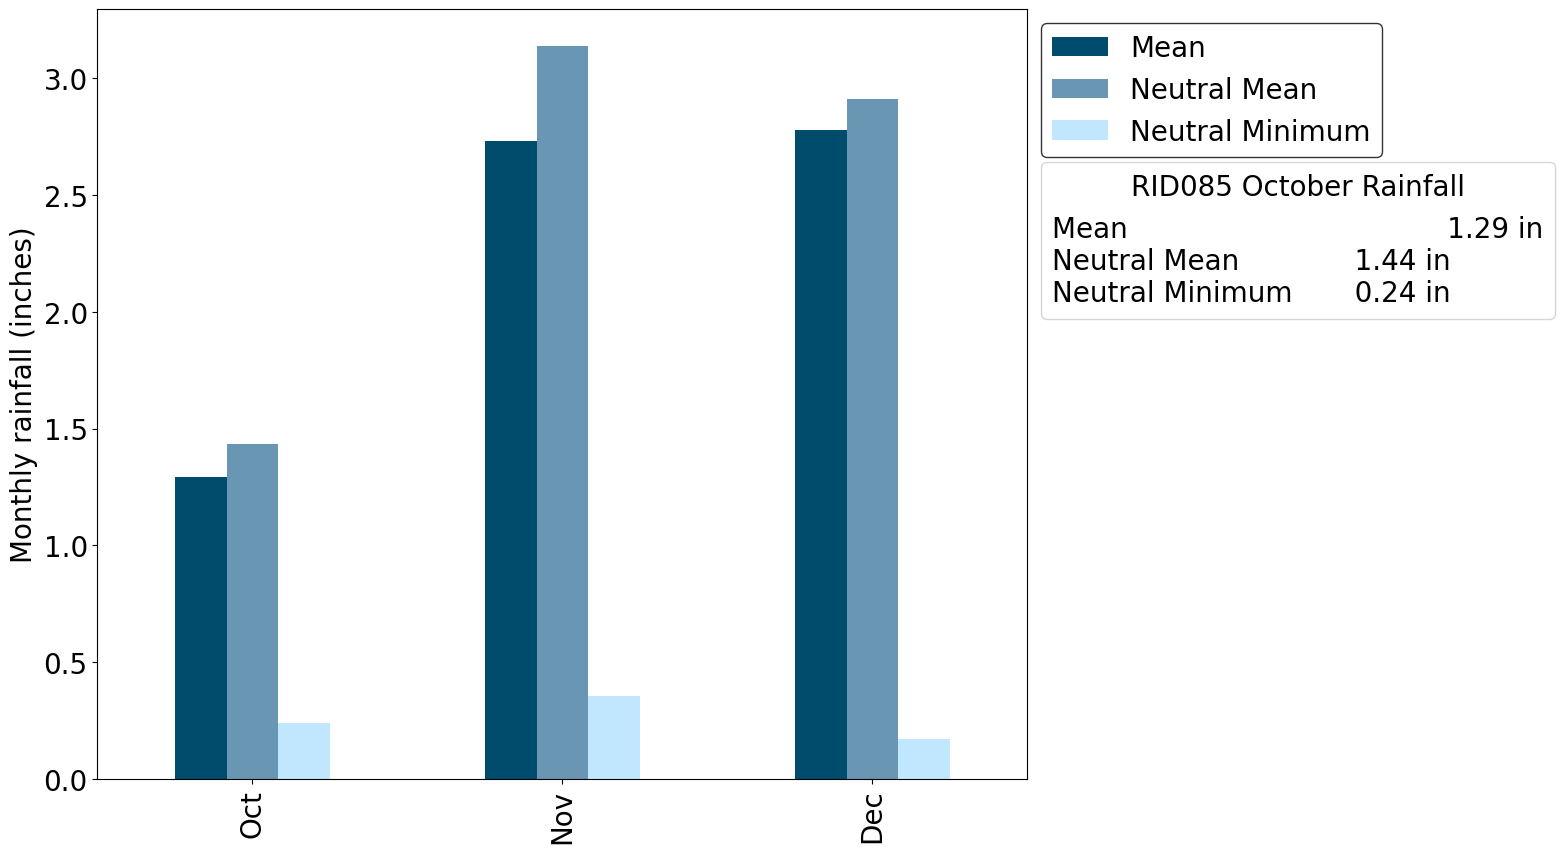 Monthly rainfall (inches)
3.0
2.5
2.0
1.5
1.0
0.5
0.0
Oct
Nov
Dec
Mean
Neutral Mean
Neutral Minimum
RID085 October Rainfall
Mean 1.29 in
Neutral Mean 1.44 in
Neutral Minimum 0.24 in